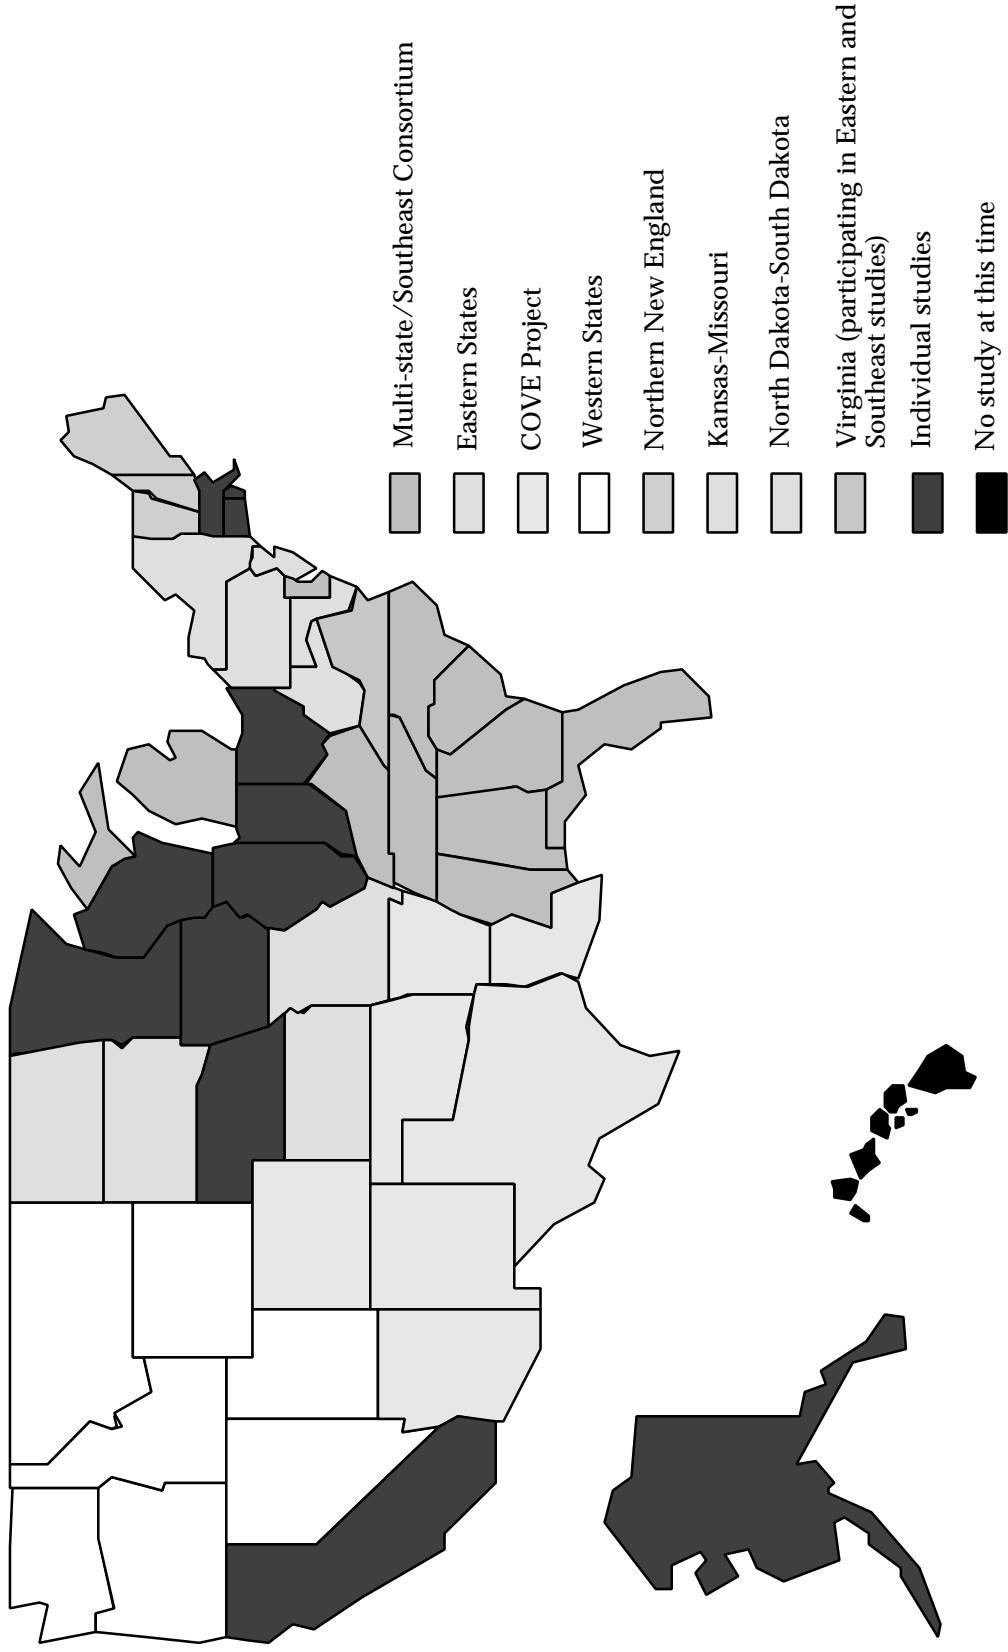 Multi-state/Southeast Consortium
Eastern States
COVE Project
Western States
Northern New England
Kansas-Missouri
North Dakota-South Dakota
Virginia (participating in Eastern and
Southeast studies)
Individual studies
No study at this time